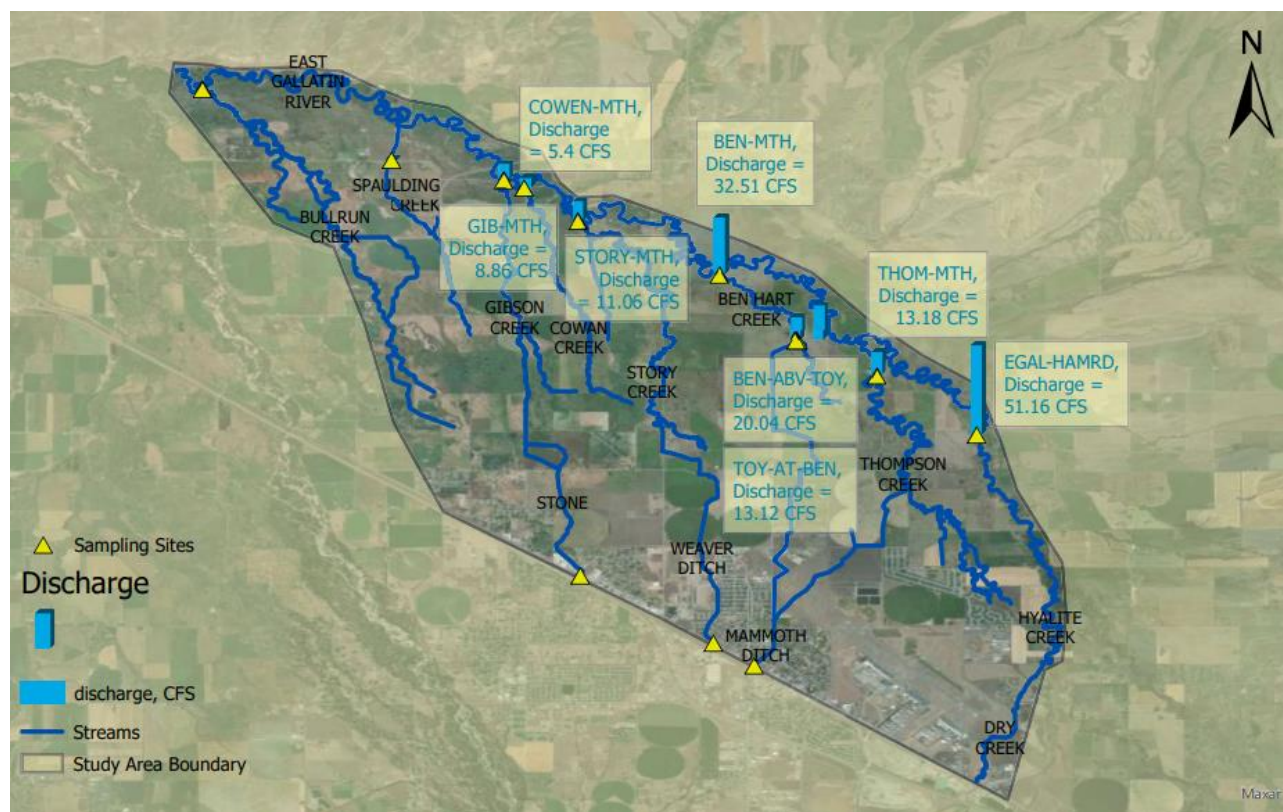 N
EAST
GALLATIN
RIVER
COWEN-MTH,
Discharge
= 5.4 CFS
BEN-MTH,
Discharge =
32.51 CFS
SPAULDING
CREEK
BULLRUN
CREEK
GIB-MTH,
Discharge =
8.86 CFS
STORY-MTH,
Discharge
= 11.06 CFS
THOM-MTH,
Discharge =
13.18 CFS
BEN HART
CREEK
GIBSON
CREEK
COWAN
CREEK
STORY
CREEK
BEN-ABV-TOY,
Discharge =
20.04 CFS
EGAL-HAMRD,
Discharge =
51.16 CFS
TOY-AT-BEN,
Discharge =
13.12 CFS
THOMPSON
CREEK
STONE
WEAVER
DITCH
MAMMOTH
DITCH
HYALITE
CREEK
DRY
CREEK
Sampling Sites
Discharge
discharge, CFS
Streams
Study Area Boundary
Maxar